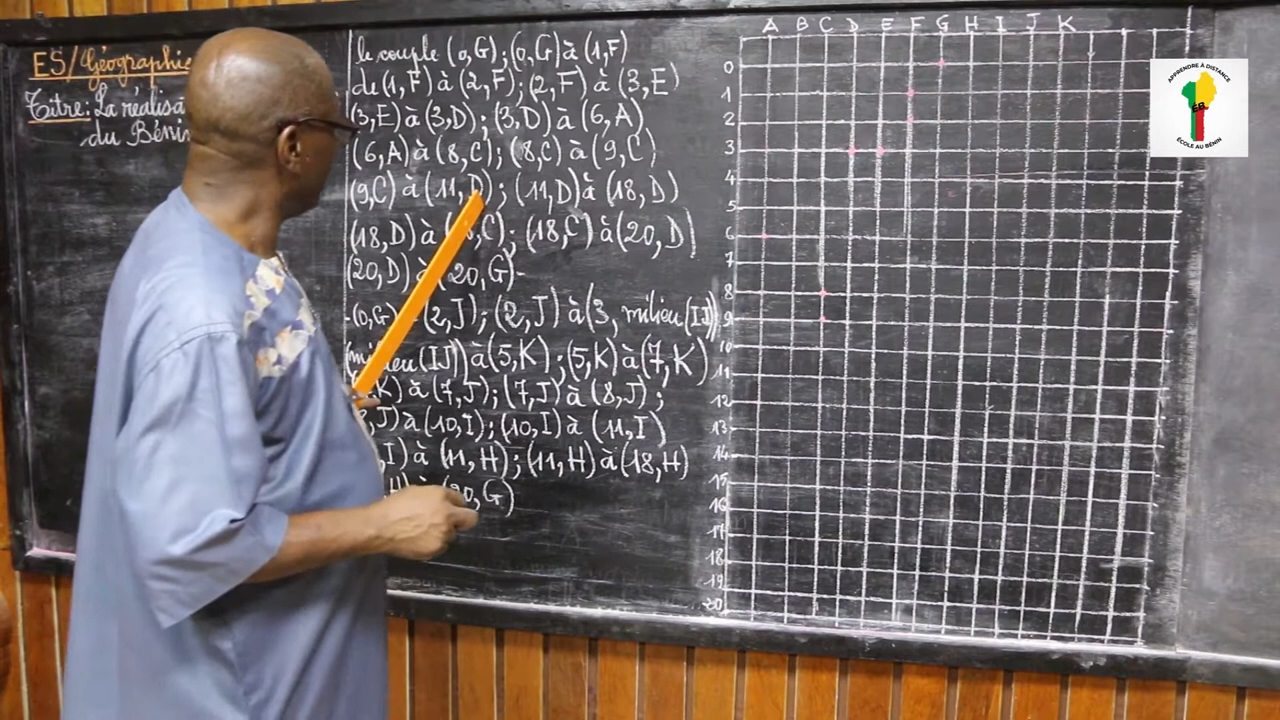 ES/Géographie
Titre: La réalisa
du Bénin
le couple (0,G); (0,G) à (1,F)
de (1,F) à (2,F); (2,F) à (3,E)
(3,E) à (3,D); (3,D) à (6,A)
(6,A) à (8,C); (8,C) à (9,C)
(9,C) à (11,D); (11,D) à (18,D)
(18,D) à ,C); (18,C) à (20,D)
(20,D) à (20,G)
-(0,G) (2,J); (2,J) à (3, milieu(IJ))
(milieu(IJ)) à (5,K); (5,K) à (7,K)
,K) à (7,J); (7,J) à (8,J);
,J) à (10,I); (10,I) à (11,I)
,I) à (11,H); (11,H) à (18,H)
,H) à (20,G)
A B C D E F G H I J K
0
1
2
3
4
5
6
7
8
9
10
11
12
13
14
15
16
17
18
19
20
APPRENDRE À DISTANCE
EB
ÉCOLE AU BÉNIN